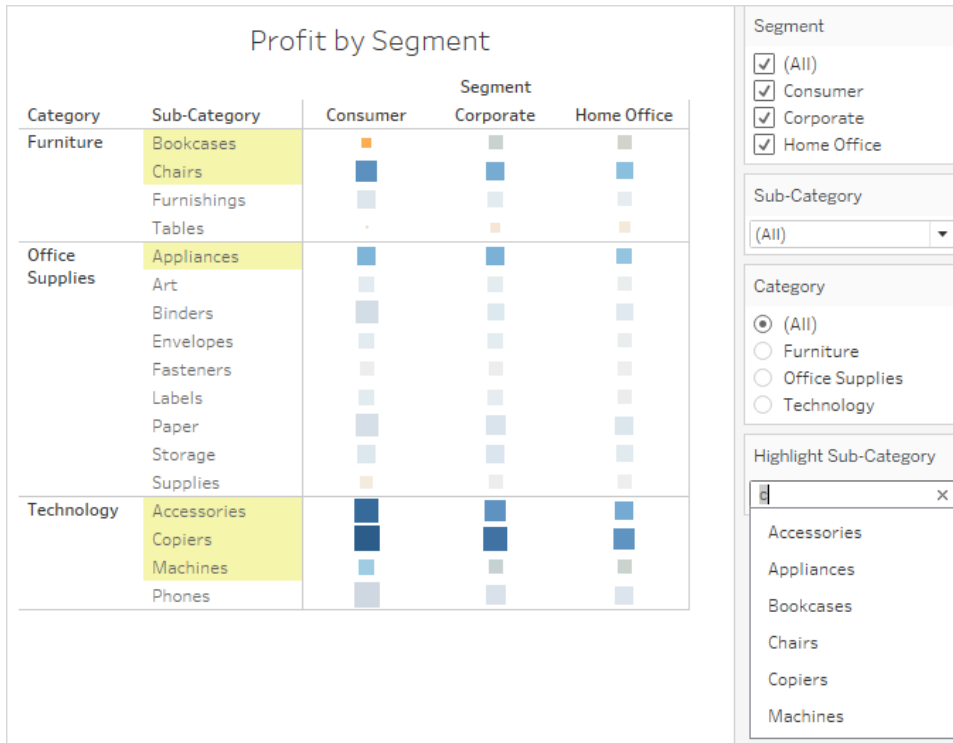 Profit by Segment
Segment
Category Sub-Category Consumer Corporate Home Office
Furniture Bookcases
Chairs
Furnishings
Tables
Office Supplies Appliances
Art
Binders
Envelopes
Fasteners
Labels
Paper
Storage
Supplies
Technology Accessories
Copiers
Machines
Phones
Segment
(All)
Consumer
Corporate
Home Office
Sub-Category
(All)
Category
(All)
Furniture
Office Supplies
Technology
Highlight Sub-Category
c
Accessories
Appliances
Bookcases
Chairs
Copiers
Machines